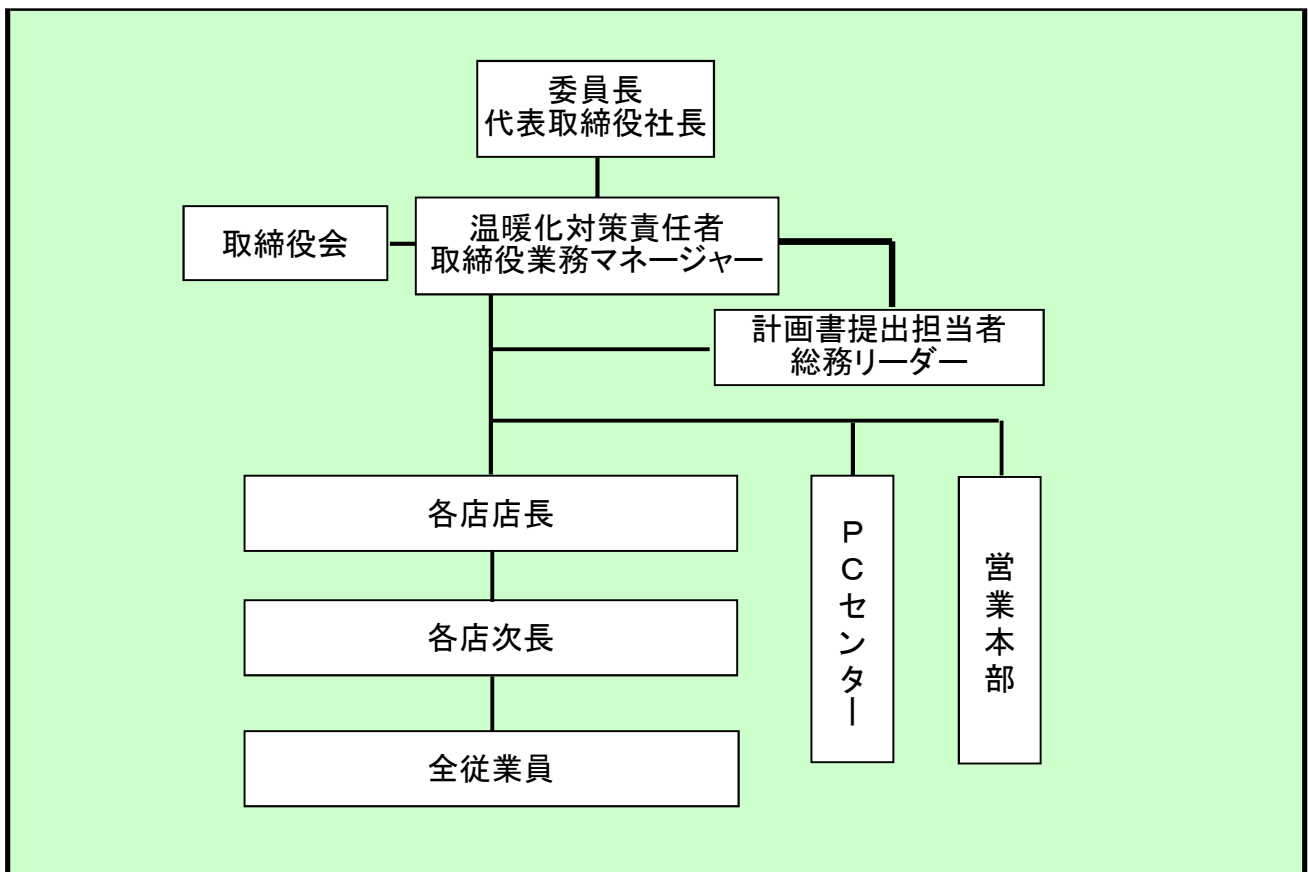 委員長
代表取締役社長
取締役会
温暖化対策責任者
取締役業務マネージャー
計画書提出担当者
総務リーダー
各店店長
各店次長
全従業員
ＰＣセンター
営業本部